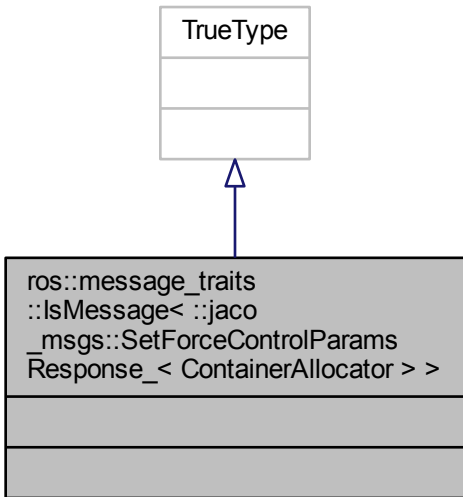 TrueType
ros::message_traits
::IsMessage< ::jaco
_msgs::SetForceControlParams
Response_< ContainerAllocator > >